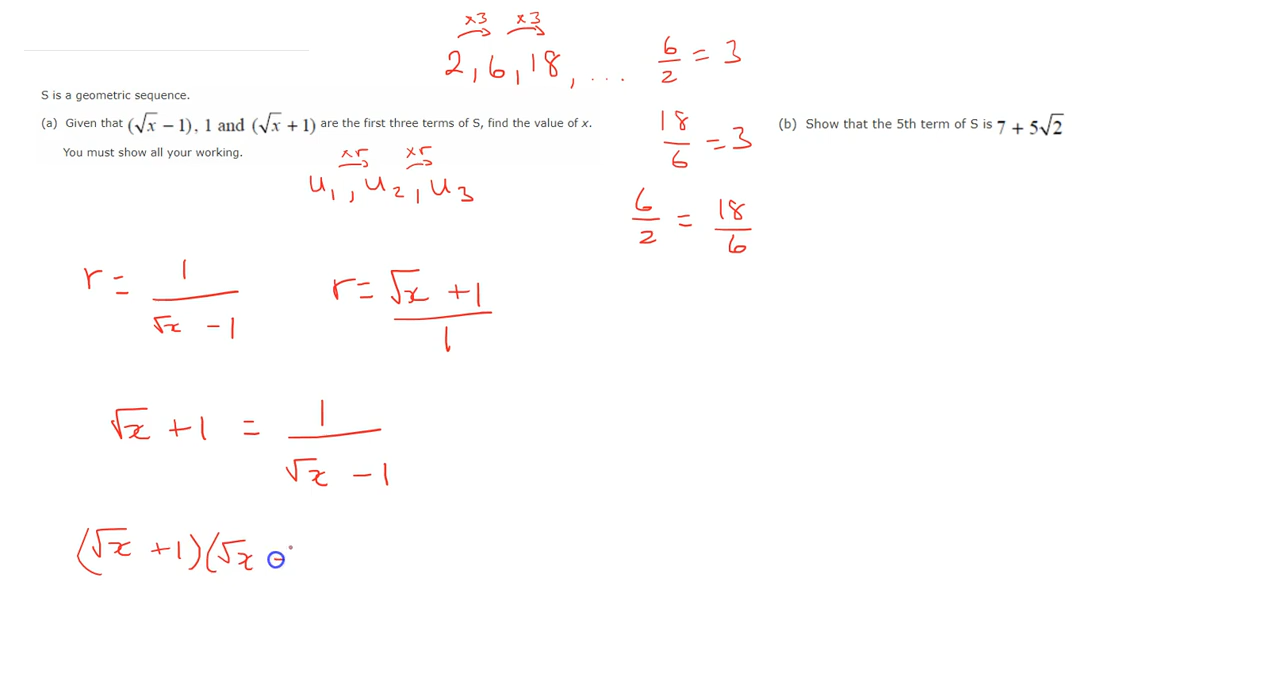 ×3 ×3
2, 6, 18, ...
6/2 = 3
S is a geometric sequence.
(a) Given that (√x − 1), 1 and (√x + 1) are the first three terms of S, find the value of x.
You must show all your working.
18/6 = 3
(b) Show that the 5th term of S is 7 + 5√2
×r ×r
u₁, u₂, u₃
6/2 = 18/6
r = 1/(√x − 1)
r = (√x + 1)/1
√x + 1 = 1/(√x − 1)
(√x + 1)(√x −